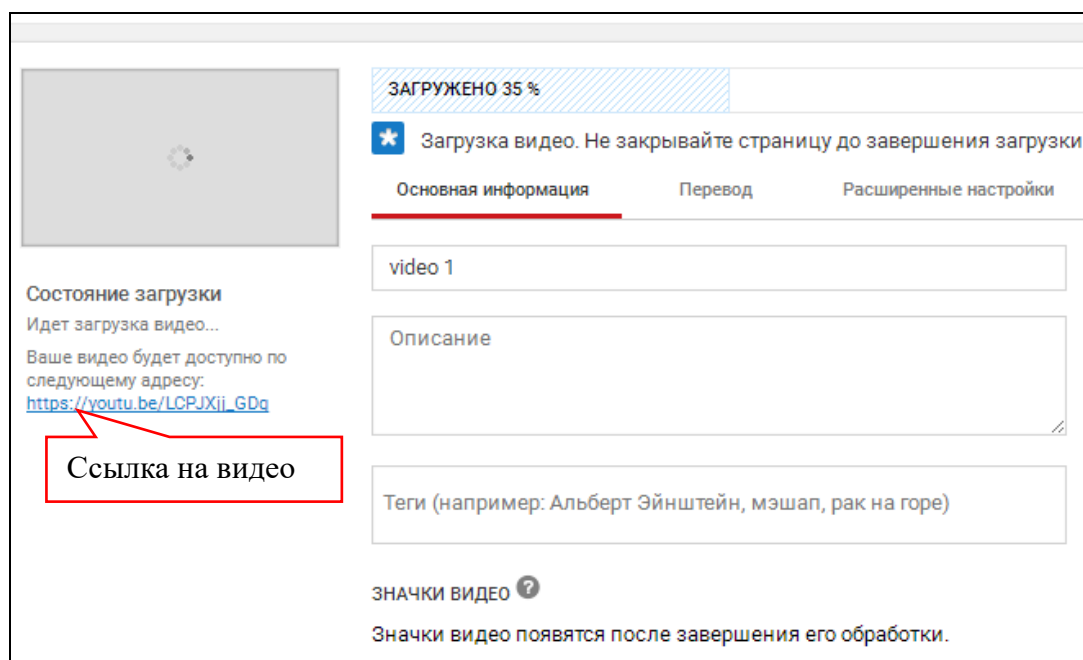 ЗАГРУЖЕНО 35 %
Загрузка видео. Не закрывайте страницу до завершения загрузки
Основная информация Перевод Расширенные настройки
video 1
Описание
Теги (например: Альберт Эйнштейн, мэшап, рак на горе)
ЗНАЧКИ ВИДЕО ?
Значки видео появятся после завершения его обработки.
Состояние загрузки
Идет загрузка видео...
Ваше видео будет доступно по
следующему адресу:
https://youtu.be/LCPJXjj_GDq
Ссылка на видео